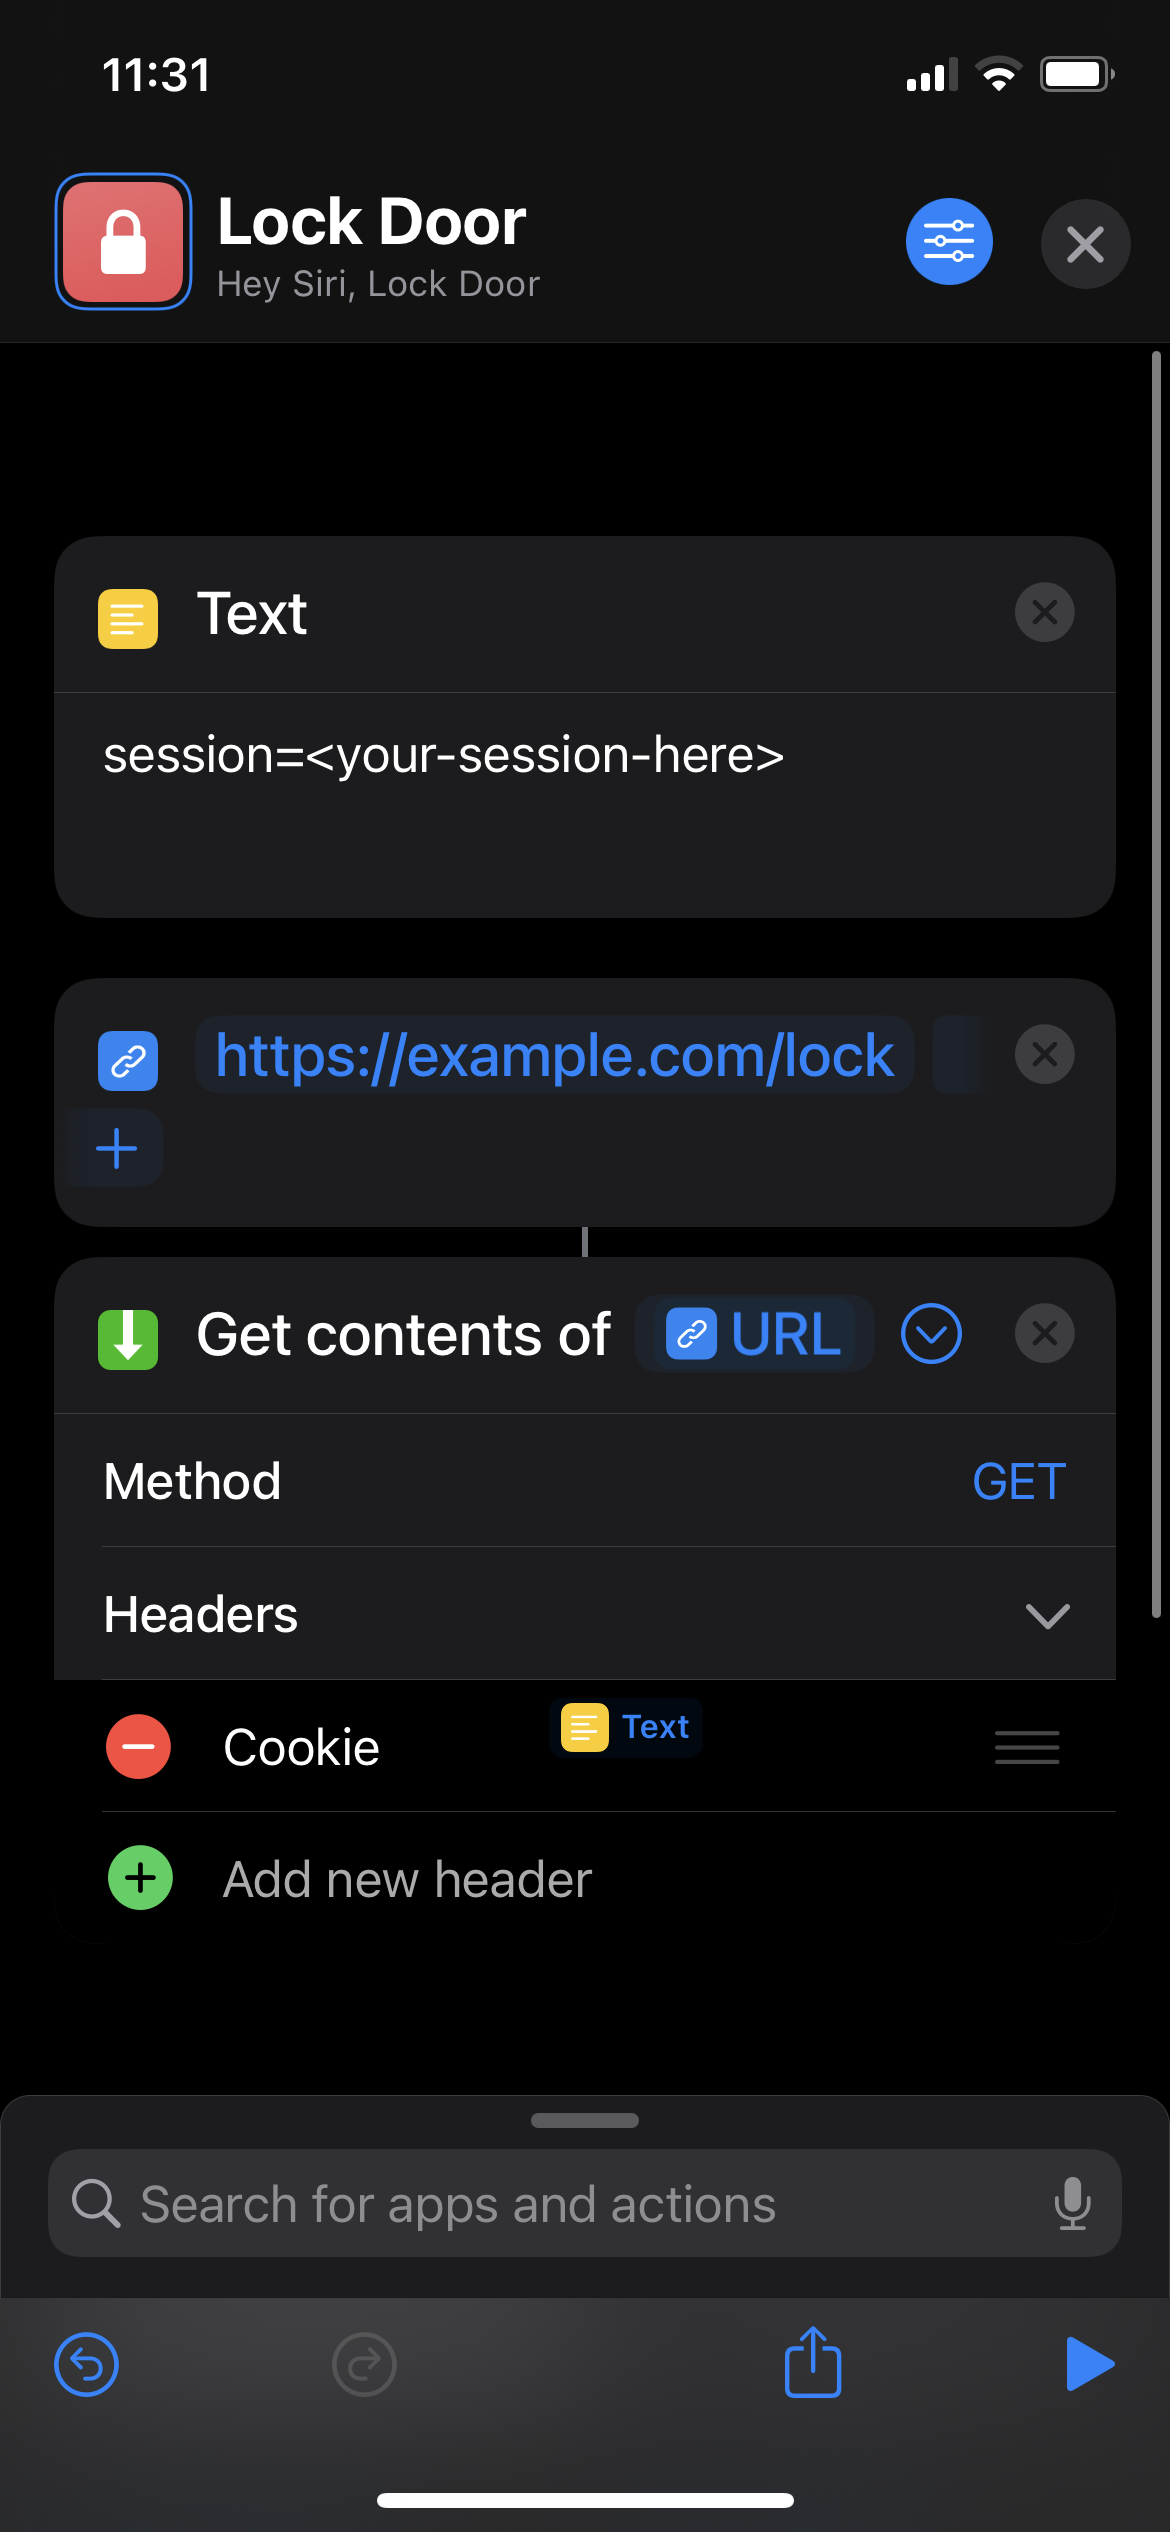 11:31
Lock Door
Hey Siri, Lock Door
Text
session=<your-session-here>
https://example.com/lock
Get contents of URL
Method GET
Headers
Cookie Text
Add new header
Search for apps and actions